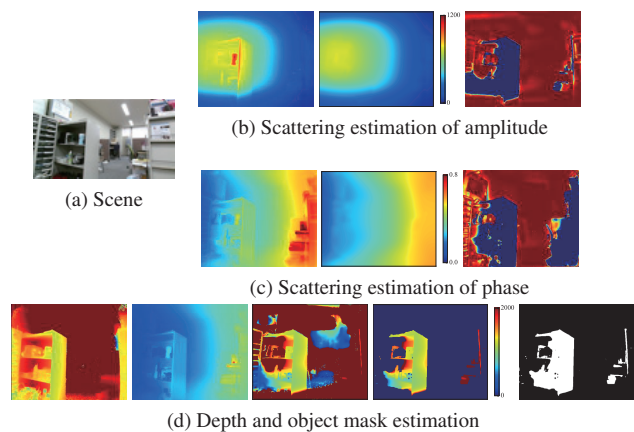 1200
0
(b) Scattering estimation of amplitude
(a) Scene
0.8
0.0
(c) Scattering estimation of phase
2000
0
(d) Depth and object mask estimation